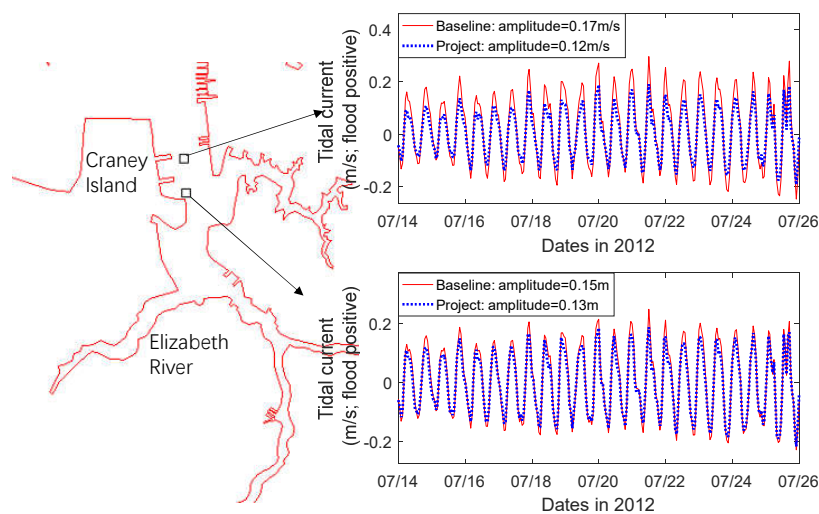 Craney
Island
Elizabeth
River
Tidal current
(m/s; flood positive)
0.4
0.2
0
-0.2
Baseline: amplitude=0.17m/s
Project: amplitude=0.12m/s
07/14 07/16 07/18 07/20 07/22 07/24 07/26
Dates in 2012
Tidal current
(m/s; flood positive)
0.2
0
-0.2
Baseline: amplitude=0.15m
Project: amplitude=0.13m
07/14 07/16 07/18 07/20 07/22 07/24 07/26
Dates in 2012